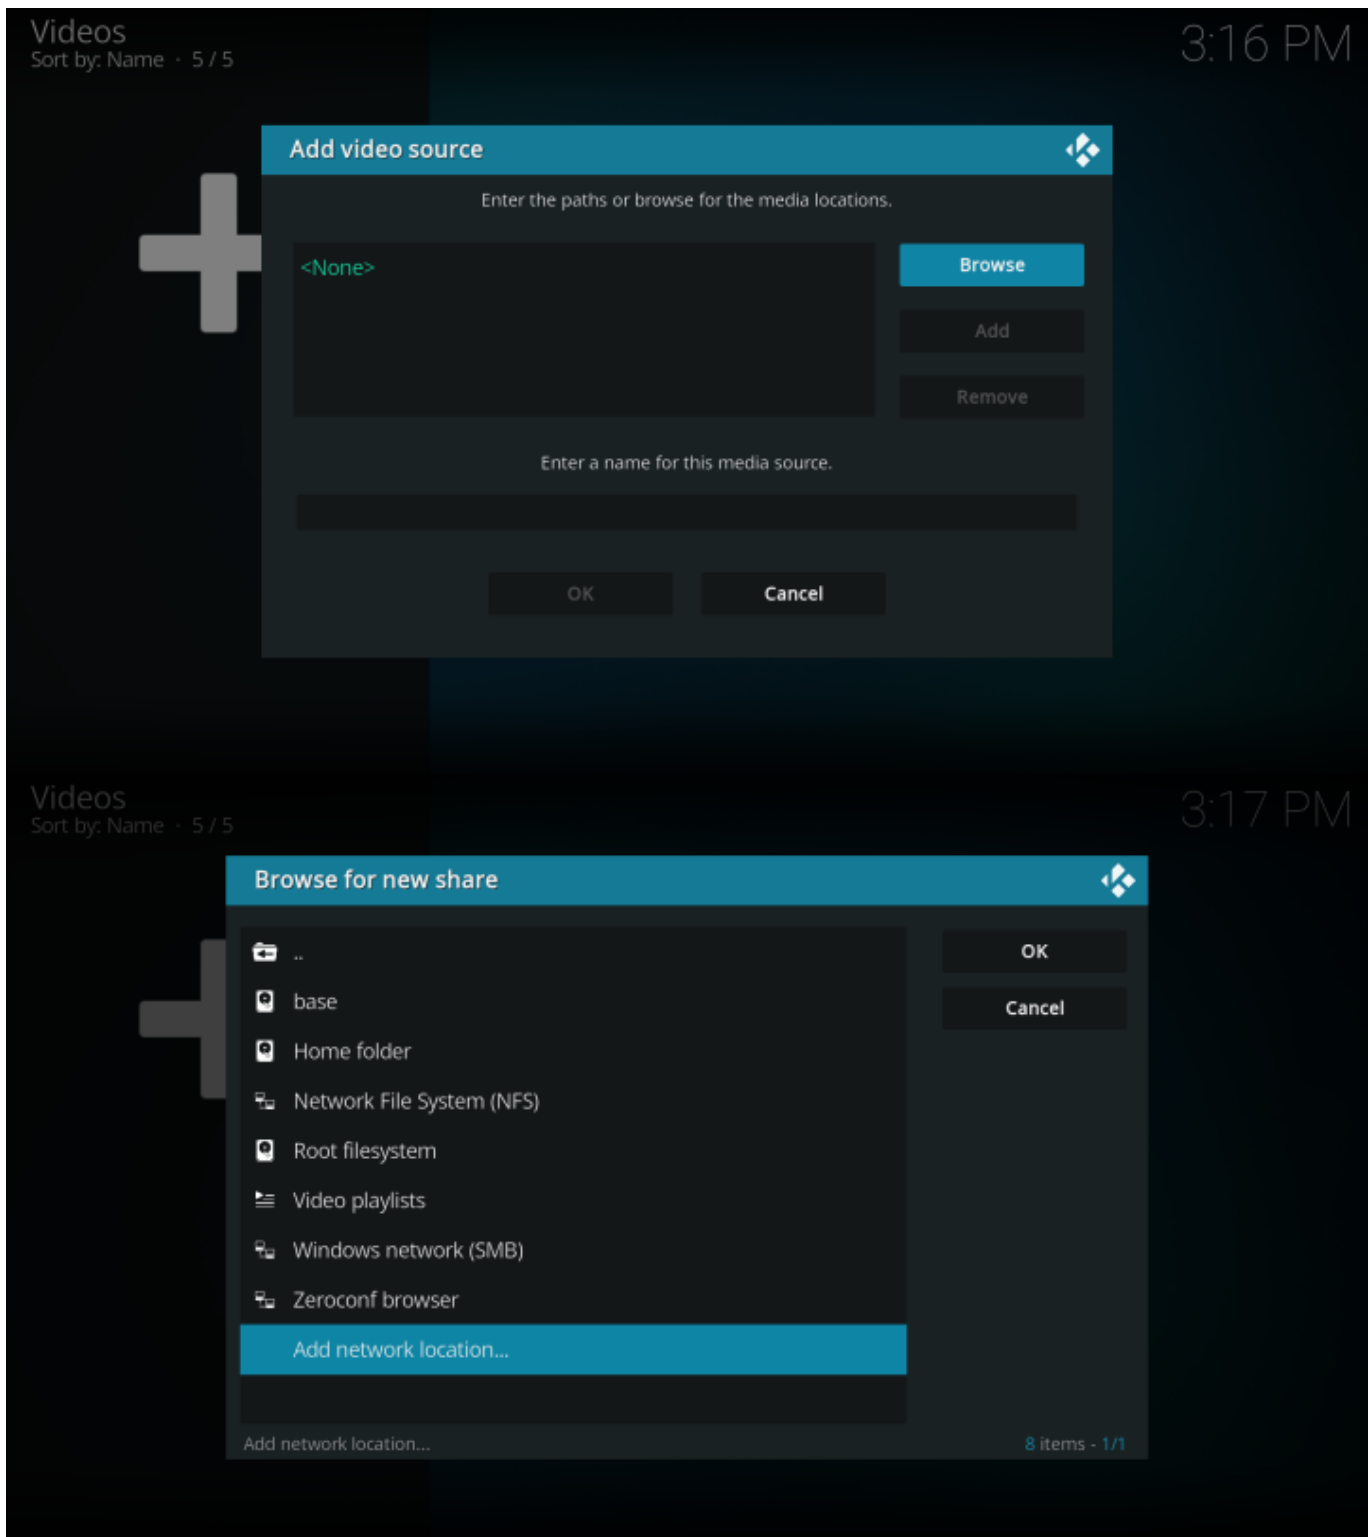 Videos
Sort by: Name · 5 / 5
3:16 PM
Add video source
Enter the paths or browse for the media locations.
<None>
Browse
Add
Remove
Enter a name for this media source.
OK
Cancel
Videos
Sort by: Name · 5 / 5
3:17 PM
Browse for new share
..
base
Home folder
Network File System (NFS)
Root filesystem
Video playlists
Windows network (SMB)
Zeroconf browser
Add network location...
OK
Cancel
Add network location...
8 items - 1/1